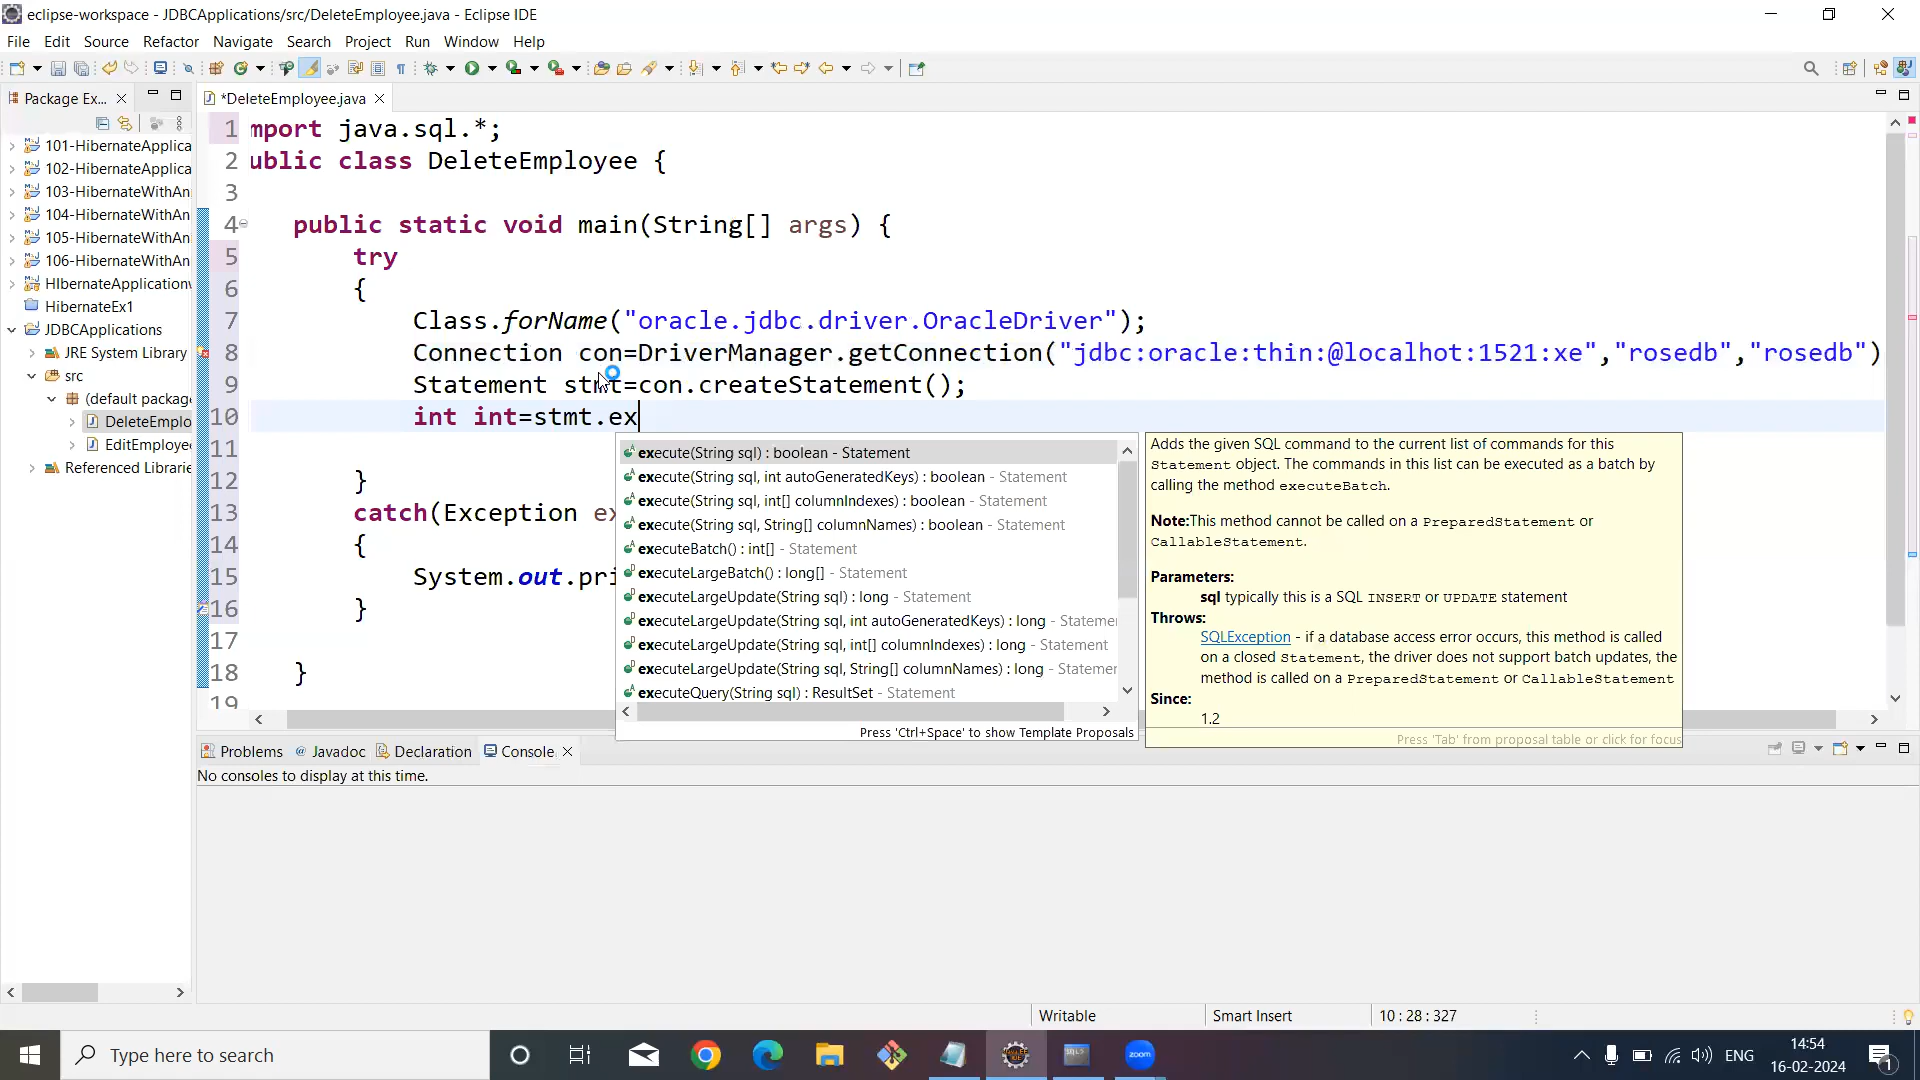 eclipse-workspace - JDBCApplications/src/DeleteEmployee.java - Eclipse IDE
File Edit Source Refactor Navigate Search Project Run Window Help
Package Ex...
*DeleteEmployee.java
101-HibernateApplica
102-HibernateApplica
103-HibernateWithAn
104-HibernateWithAn
105-HibernateWithAn
106-HibernateWithAn
HIbernateApplication
HibernateEx1
JDBCApplications
JRE System Library
src
(default package
DeleteEmplo
EditEmployee
Referenced Librarie
1 mport java.sql.*;
2 ublic class DeleteEmployee {
3
4 public static void main(String[] args) {
5 try
6 {
7 Class.forName("oracle.jdbc.driver.OracleDriver");
8 Connection con=DriverManager.getConnection("jdbc:oracle:thin:@localhot:1521:xe","rosedb","rosedb")
9 Statement stmt=con.createStatement();
10 int int=stmt.ex
11
12 }
13 catch(Exception ex
14 {
15 System.out.pri
16 }
17
18 }
19
execute(String sql) : boolean - Statement
execute(String sql, int autoGeneratedKeys) : boolean - Statement
execute(String sql, int[] columnIndexes) : boolean - Statement
execute(String sql, String[] columnNames) : boolean - Statement
executeBatch() : int[] - Statement
executeLargeBatch() : long[] - Statement
executeLargeUpdate(String sql) : long - Statement
executeLargeUpdate(String sql, int autoGeneratedKeys) : long - Stateme
executeLargeUpdate(String sql, int[] columnIndexes) : long - Statement
executeLargeUpdate(String sql, String[] columnNames) : long - Statemer
executeQuery(String sql) : ResultSet - Statement
Press 'Ctrl+Space' to show Template Proposals
Adds the given SQL command to the current list of commands for this
Statement object. The commands in this list can be executed as a batch by
calling the method executeBatch.
Note:This method cannot be called on a PreparedStatement or
CallableStatement.
Parameters:
sql typically this is a SQL INSERT or UPDATE statement
Throws:
SQLException - if a database access error occurs, this method is called
on a closed Statement, the driver does not support batch updates, the
method is called on a PreparedStatement or CallableStatement
Since:
1.2
Press 'Tab' from proposal table or click for focus
Problems Javadoc Declaration Console
No consoles to display at this time.
Writable Smart Insert 10 : 28 : 327
Type here to search
zoom
ENG
14:54
16-02-2024
1